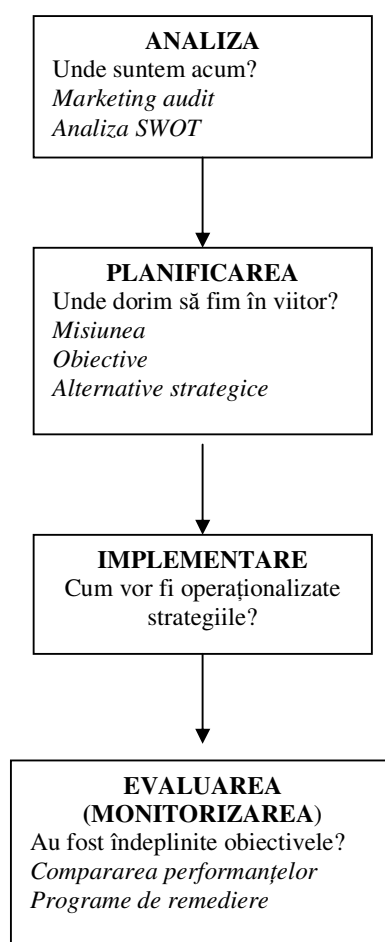 ANALIZA
Unde suntem acum?
Marketing audit
Analiza SWOT
PLANIFICAREA
Unde dorim să fim în viitor?
Misiunea
Obiective
Alternative strategice
IMPLEMENTARE
Cum vor fi operaționalizate
strategiile?
EVALUAREA
(MONITORIZAREA)
Au fost îndeplinite obiectivele?
Compararea performanțelor
Programe de remediere